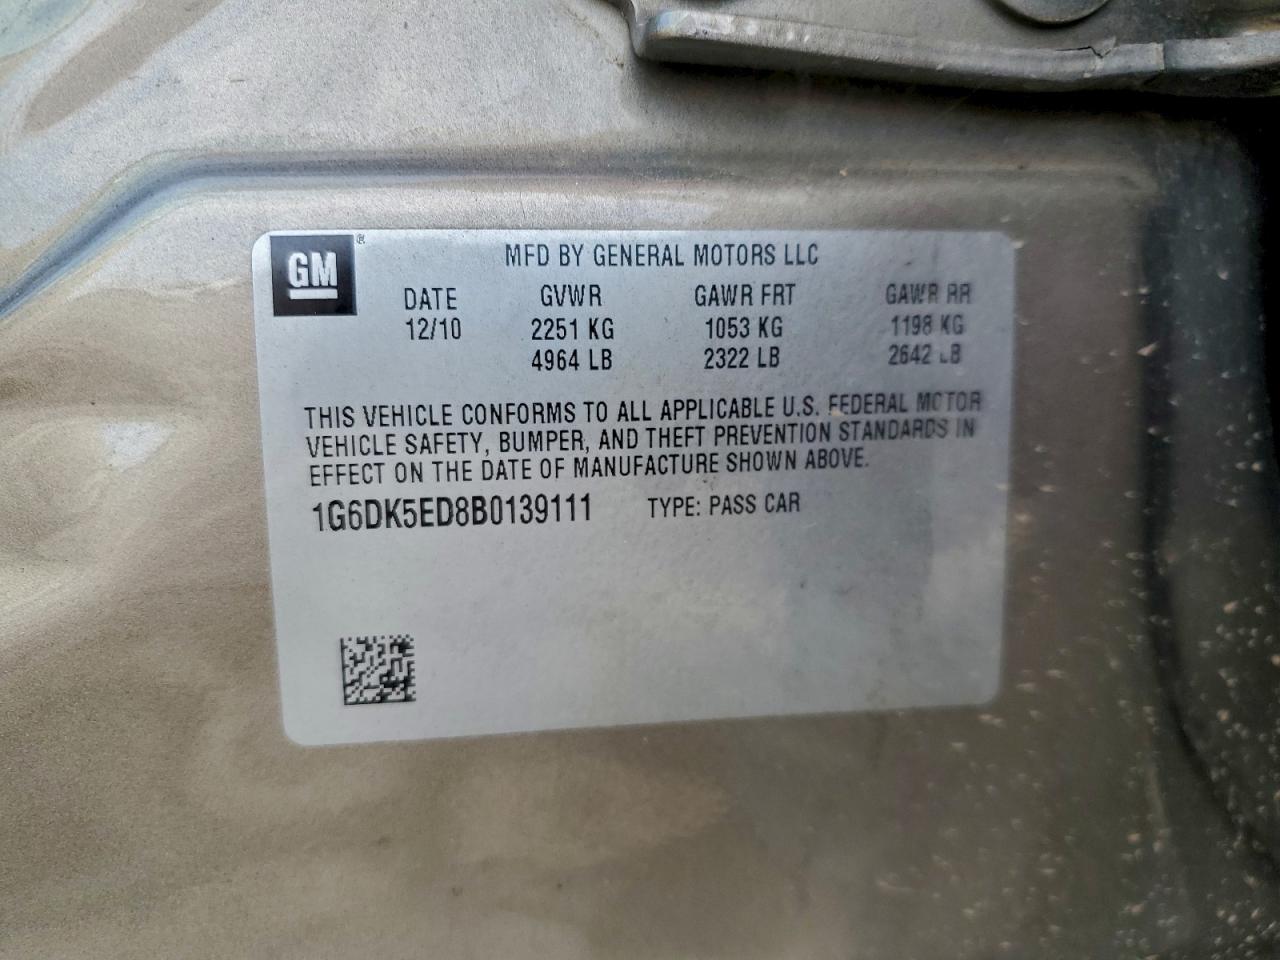 GM ®
MFD BY GENERAL MOTORS LLC
DATE GVWR GAWR FRT GAWR RR
12/10 2251 KG 1053 KG 1198 KG
4964 LB 2322 LB 2642 LB
THIS VEHICLE CONFORMS TO ALL APPLICABLE U.S. FEDERAL MOTOR
VEHICLE SAFETY, BUMPER, AND THEFT PREVENTION STANDARDS IN
EFFECT ON THE DATE OF MANUFACTURE SHOWN ABOVE.
1G6DK5ED8B0139111 TYPE: PASS CAR